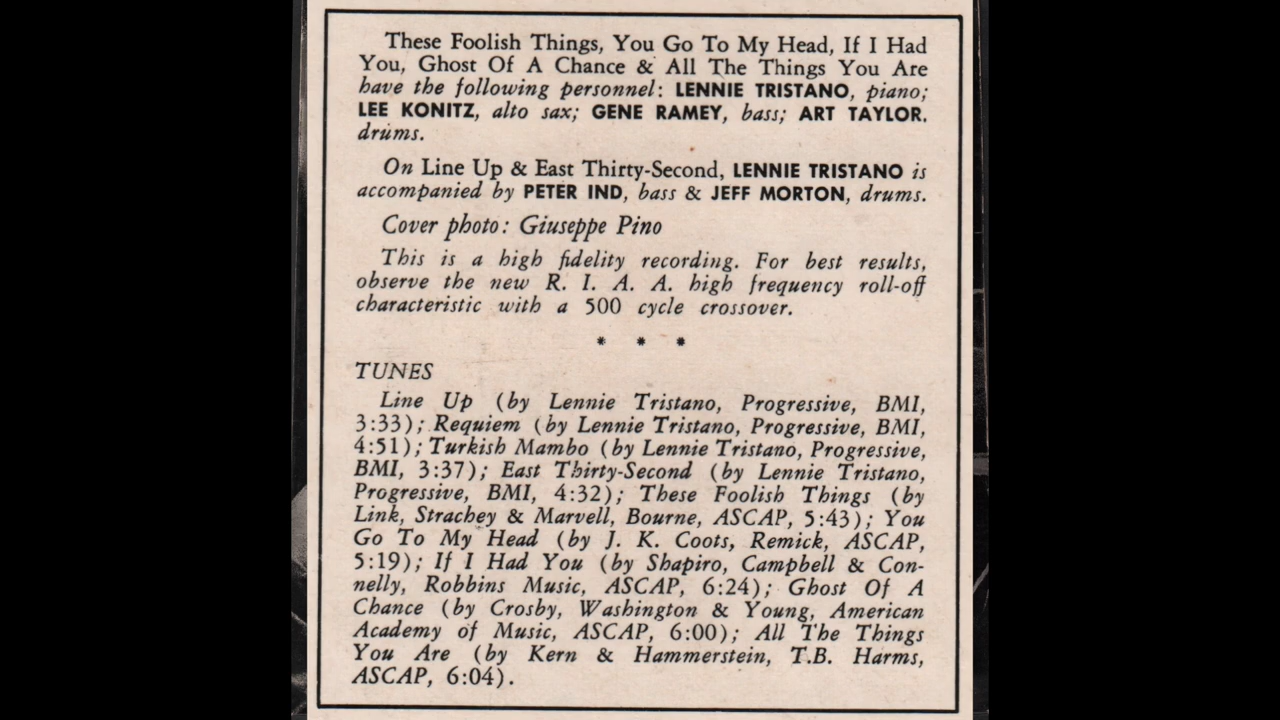 These Foolish Things, You Go To My Head, If I Had
You, Ghost Of A Chance & All The Things You Are
have the following personnel: LENNIE TRISTANO, piano;
LEE KONITZ, alto sax; GENE RAMEY, bass; ART TAYLOR.
drums.
On Line Up & East Thirty-Second, LENNIE TRISTANO is
accompanied by PETER IND, bass & JEFF MORTON, drums.
Cover photo: Giuseppe Pino
This is a high fidelity recording. For best results,
observe the new R. I. A. A. high frequency roll-off
characteristic with a 500 cycle crossover.
* * *
TUNES
Line Up (by Lennie Tristano, Progressive, BMI,
3:33); Requiem (by Lennie Tristano, Progressive, BMI,
4:51); Turkish Mambo (by Lennie Tristano, Progressive,
BMI, 3:37); East Thirty-Second (by Lennie Tristano,
Progressive, BMI, 4:32); These Foolish Things (by
Link, Strachey & Marvell, Bourne, ASCAP, 5:43); You
Go To My Head (by J. K. Coots, Remick, ASCAP,
5:19); If I Had You (by Shapiro, Campbell & Con-
nelly, Robbins Music, ASCAP, 6:24); Ghost Of A
Chance (by Crosby, Washington & Young, American
Academy of Music, ASCAP, 6:00); All The Things
You Are (by Kern & Hammerstein, T.B. Harms,
ASCAP, 6:04).